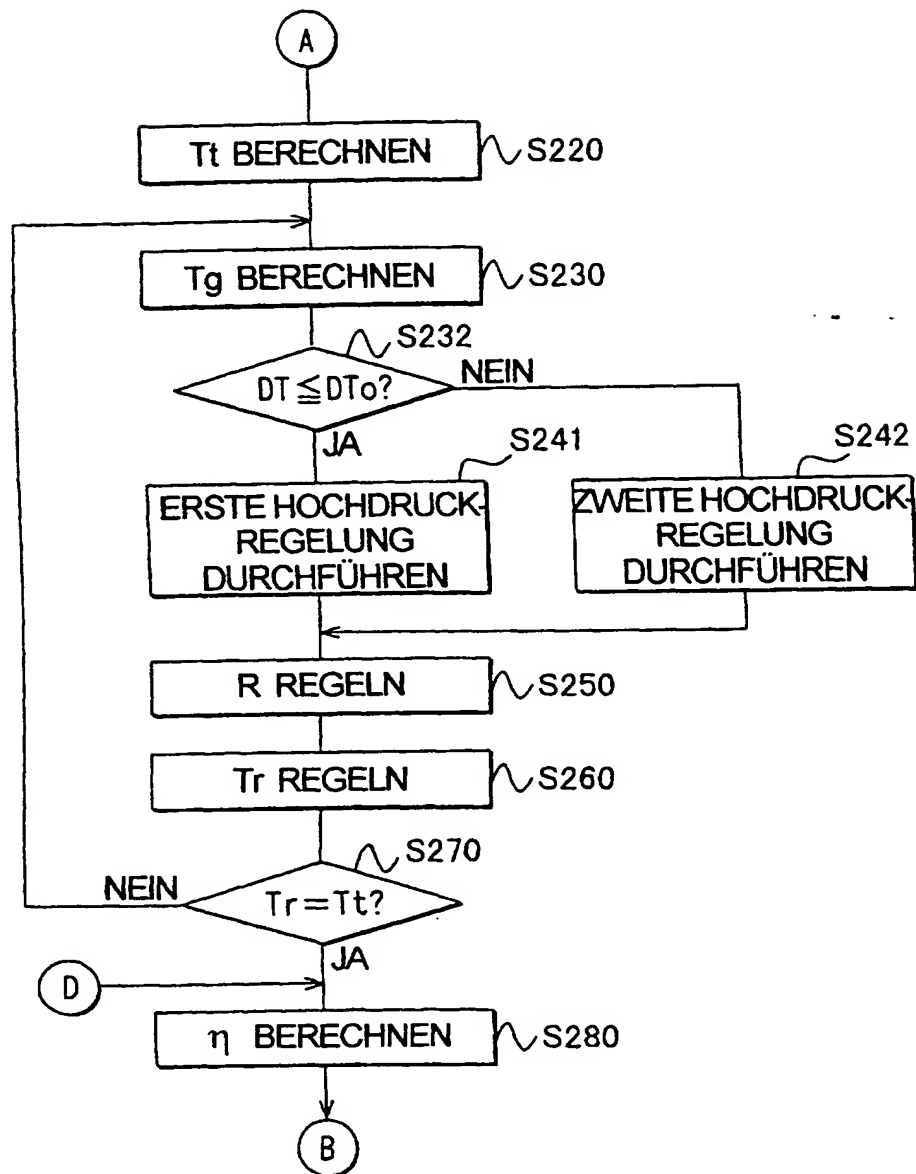 A
Tt BERECHNEN
S220
Tg BERECHNEN
S230
S232
DT ≦ DTo?
NEIN
JA
S241
S242
ERSTE HOCHDRUCK-
REGELUNG
DURCHFÜHREN
ZWEITE HOCHDRUCK-
REGELUNG
DURCHFÜHREN
R REGELN
S250
Tr REGELN
S260
S270
NEIN
Tr=Tt?
JA
D
η BERECHNEN
S280
B